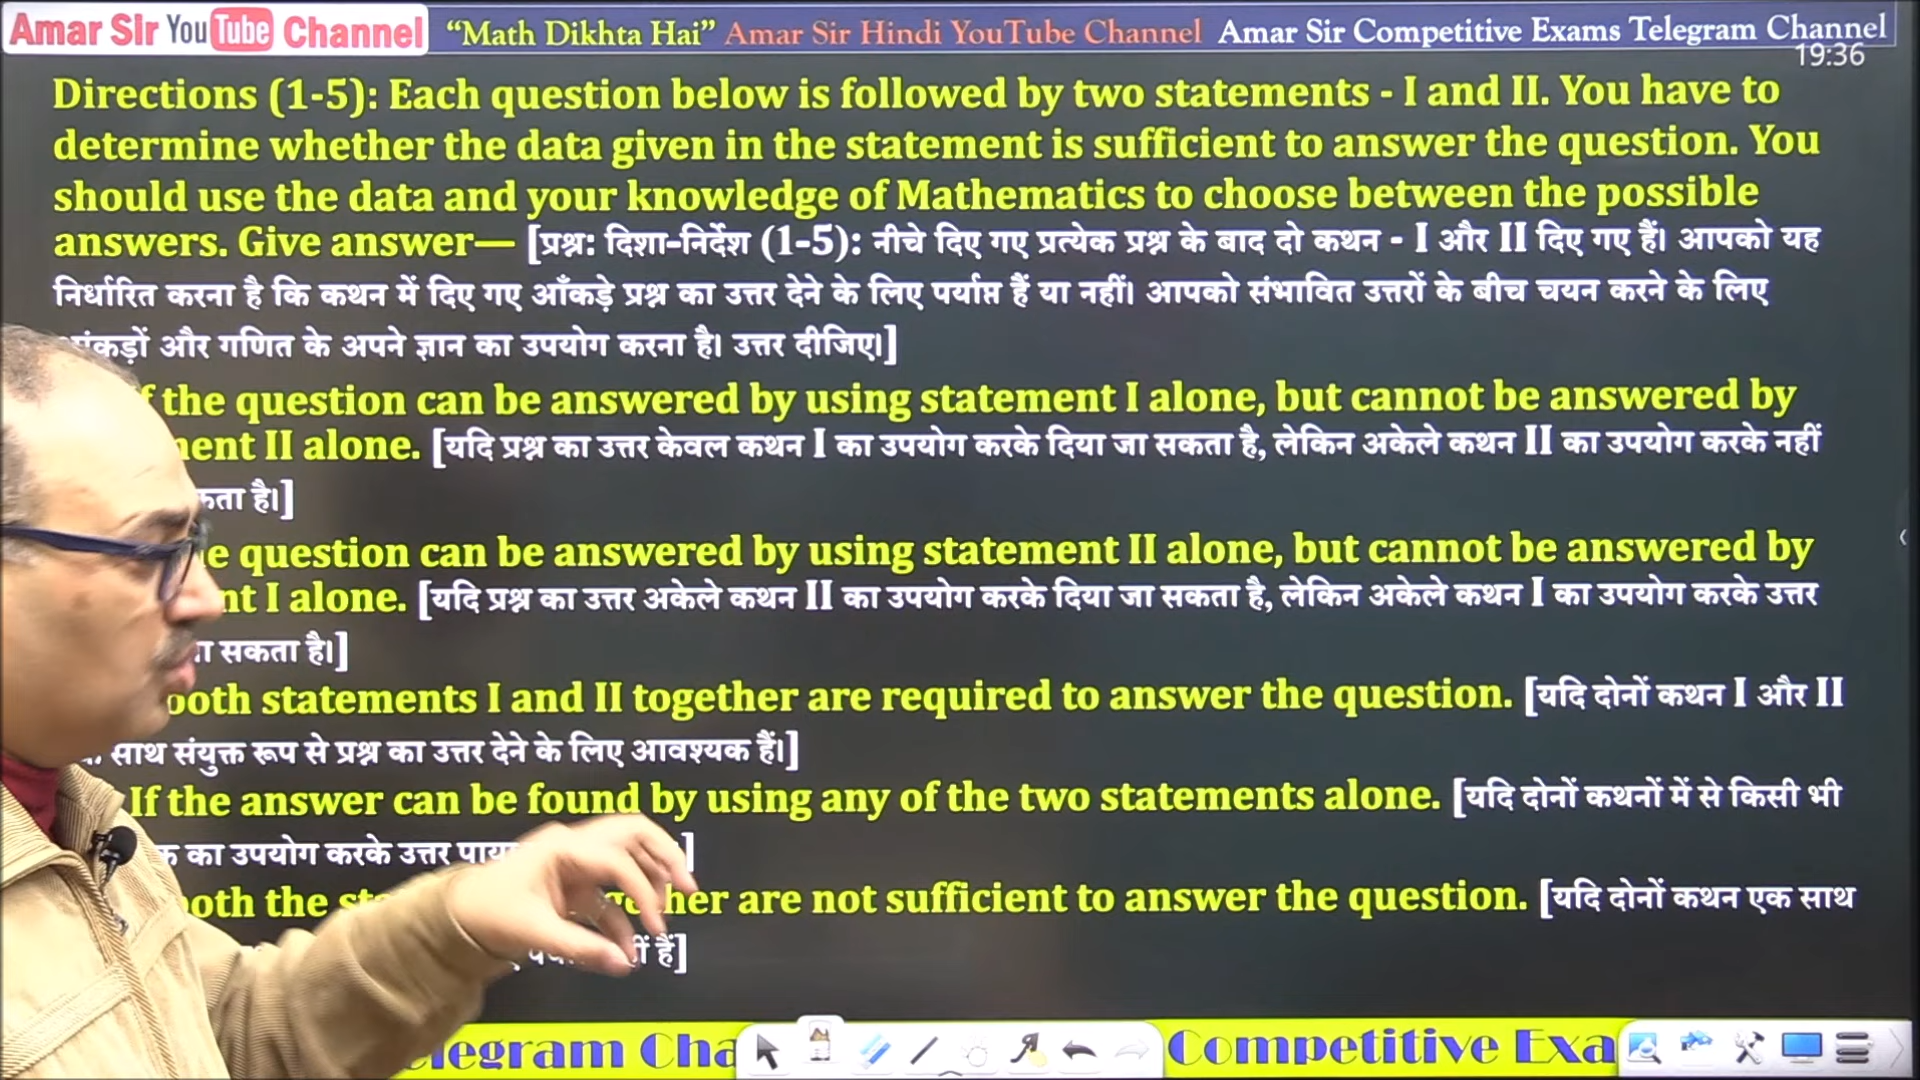 Amar Sir YouTube Channel "Math Dikhta Hai" Amar Sir Hindi YouTube Channel Amar Sir Competitive Exams Telegram Channel
19:36
Directions (1-5): Each question below is followed by two statements - I and II. You have to
determine whether the data given in the statement is sufficient to answer the question. You
should use the data and your knowledge of Mathematics to choose between the possible
answers. Give answer— [प्रश्न: दिशा-निर्देश (1-5): नीचे दिए गए प्रत्येक प्रश्न के बाद दो कथन - I और II दिए गए हैं। आपको यह
निर्धारित करना है कि कथन में दिए गए आँकड़े प्रश्न का उत्तर देने के लिए पर्याप्त हैं या नहीं। आपको संभावित उत्तरों के बीच चयन करने के लिए
और गणित के अपने ज्ञान का उपयोग करना है। उत्तर दीजिए।]
the question can be answered by using statement I alone, but cannot be answered by
II alone. [यदि प्रश्न का उत्तर केवल कथन I का उपयोग करके दिया जा सकता है, लेकिन अकेले कथन II का उपयोग करके नहीं
है।]
question can be answered by using statement II alone, but cannot be answered by
I alone. [यदि प्रश्न का उत्तर अकेले कथन II का उपयोग करके दिया जा सकता है, लेकिन अकेले कथन I का उपयोग करके उत्तर
सकता है।]
both statements I and II together are required to answer the question. [यदि दोनों कथन I और II
साथ संयुक्त रूप से प्रश्न का उत्तर देने के लिए आवश्यक हैं।]
If the answer can be found by using any of the two statements alone. [यदि दोनों कथनों में से किसी भी
का उपयोग करके उत्तर
both the are not sufficient to answer the question. [यदि दोनों कथन एक साथ
हैं]
Competitive